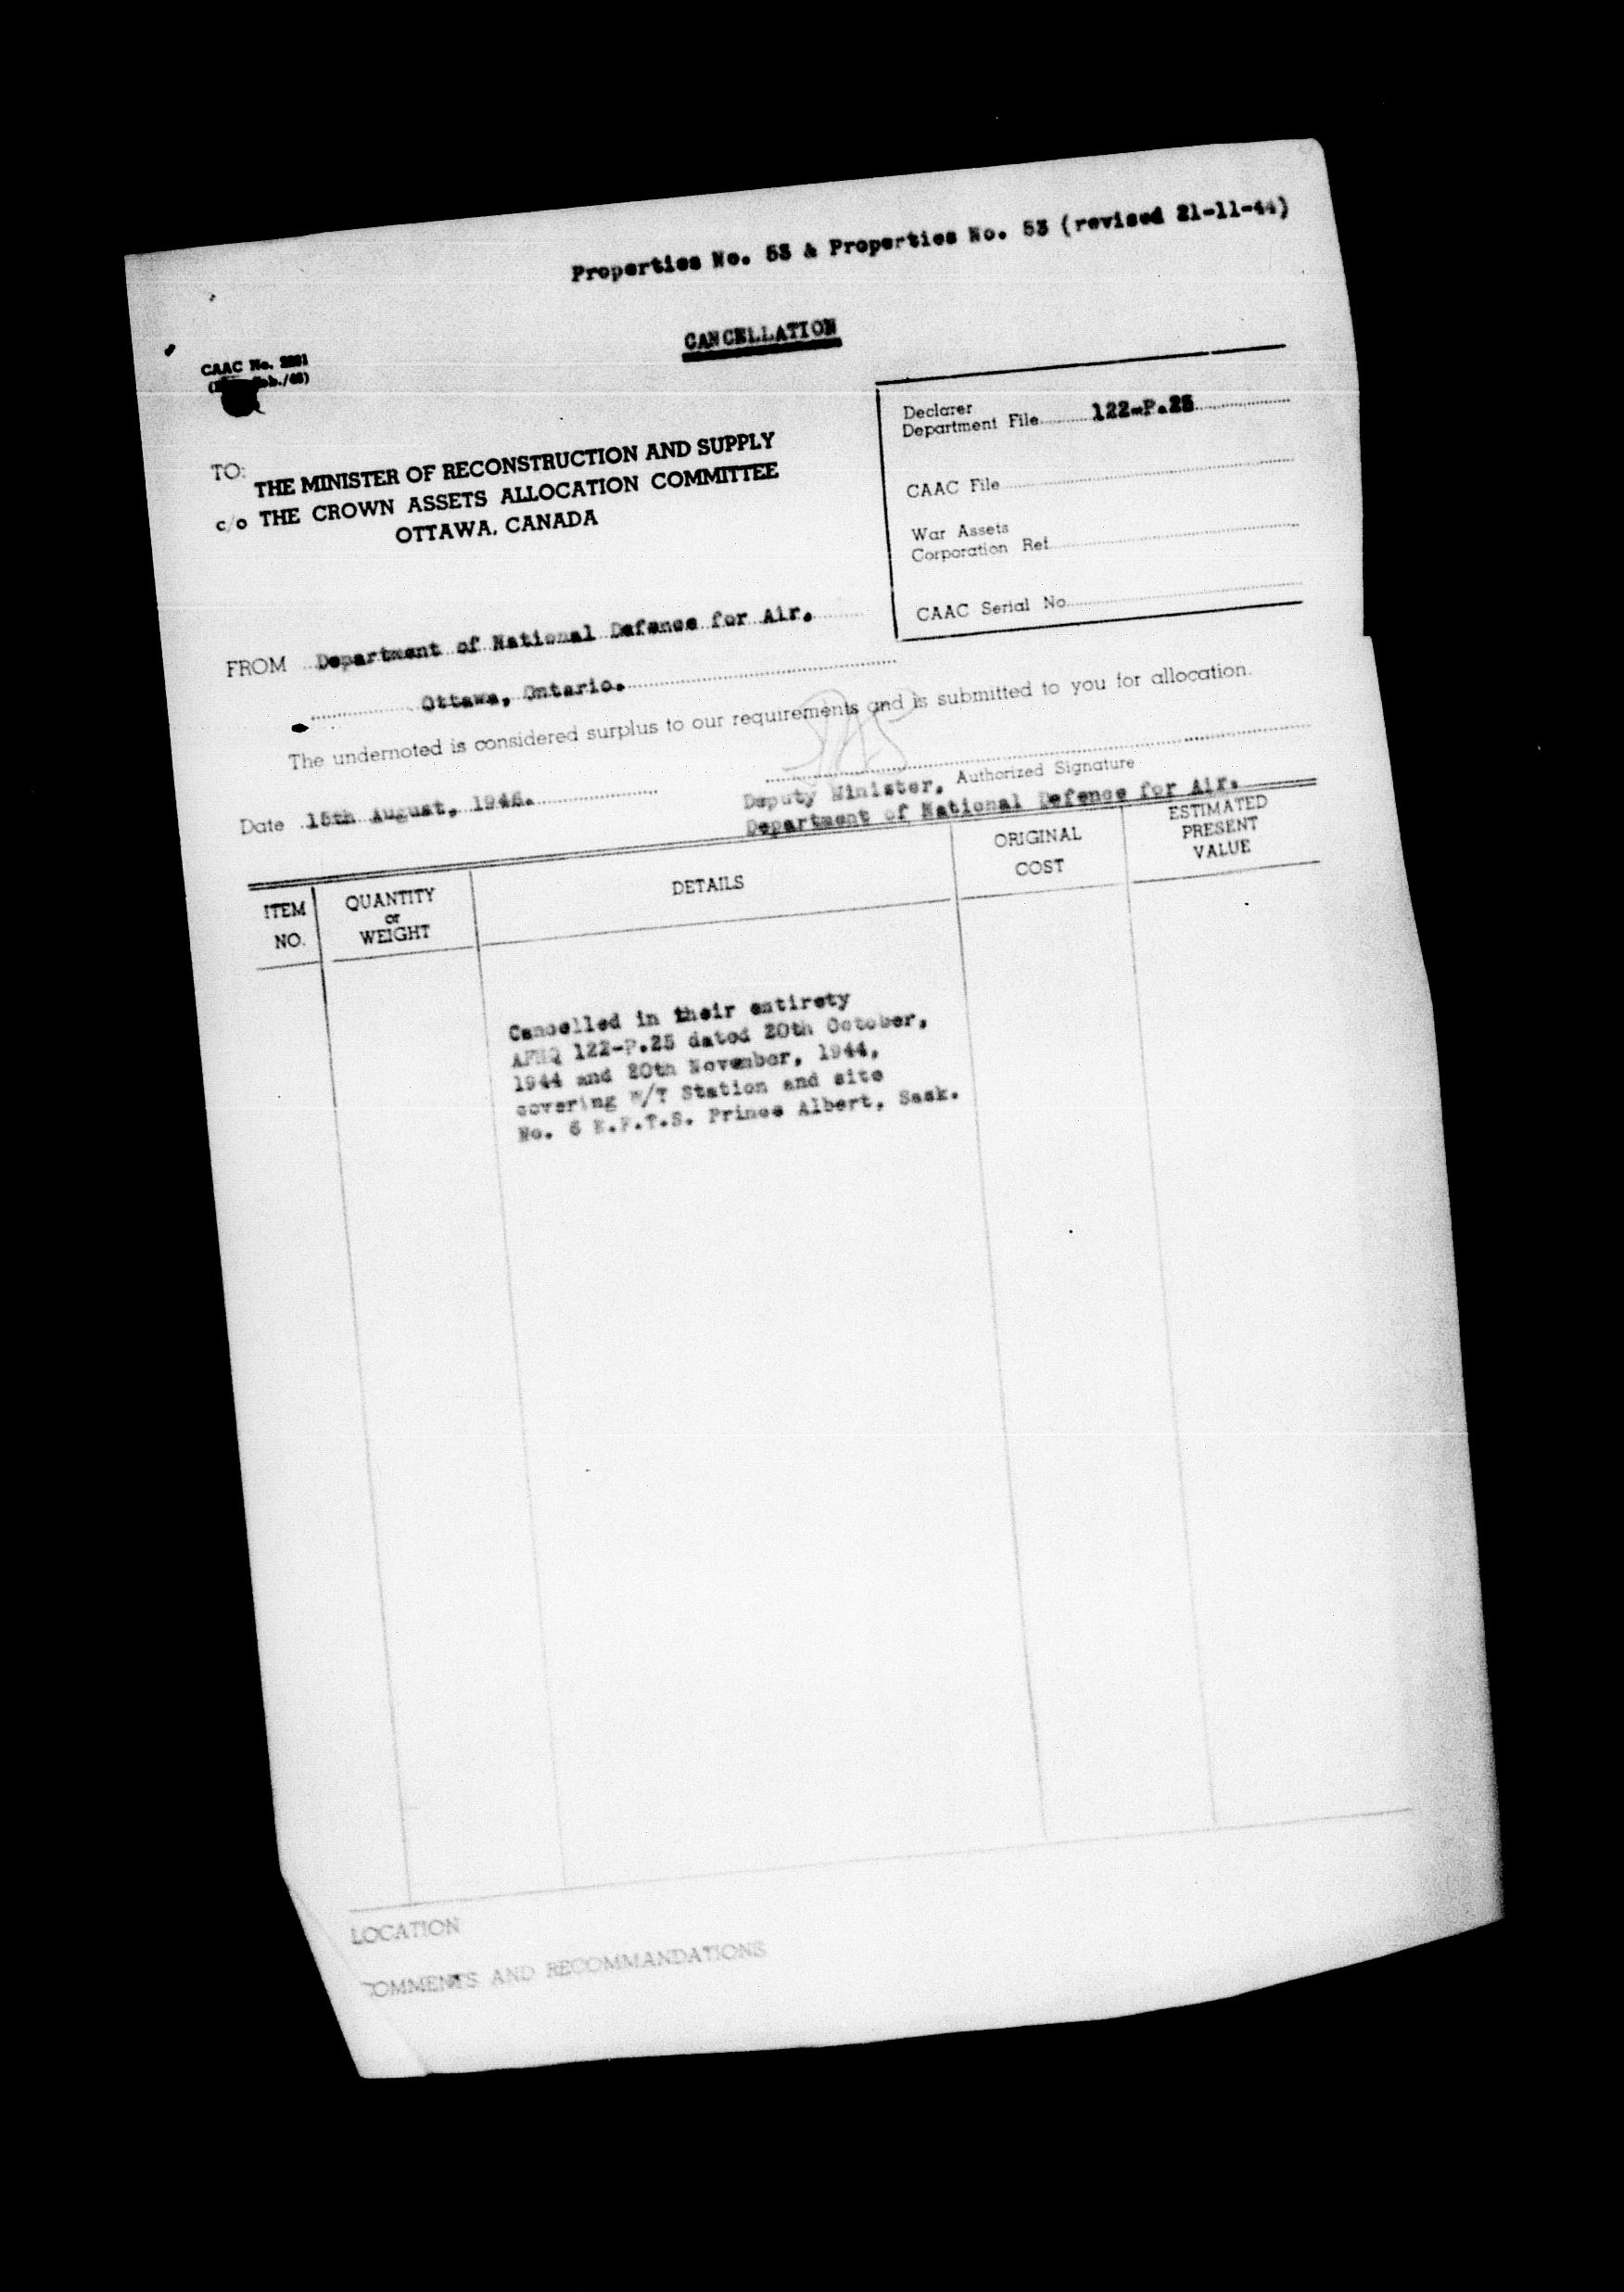 Properties No. 53 & Properties No. 53 (revised 21-11-44)
CANCELLATION
CAAC No.
TO:
THE MINISTER OF RECONSTRUCTION AND SUPPLY
c/o THE CROWN ASSETS ALLOCATION COMMITTEE
OTTAWA, CANADA
Declarer
Department File 122-P.25
CAAC File
War Assets
Corporation Ref.
CAAC Serial No.
FROM Department of National Defence for Air.
Ottawa, Ontario.
The undernoted is considered surplus to our requirements and is submitted to you for allocation.
Date 15th August, 1946.
Deputy Minister, Authorized Signature
Department of National Defence for Air.
ITEM
NO.
QUANTITY
or
WEIGHT
DETAILS
ORIGINAL
COST
ESTIMATED
PRESENT
VALUE
Cancelled in their entirety
AFHQ 122-P.25 dated 20th October,
1944 and 20th November, 1944,
covering W/T Station and site
No. 6 E.F.T.S. Prince Albert, Sask.
LOCATION
COMMENTS AND RECOMMANDATIONS